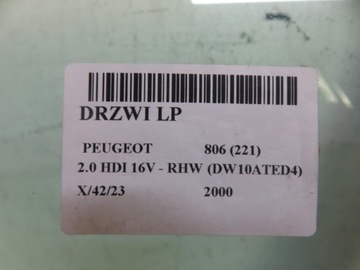 DRZWI LP
PEUGEOT 806 (221)
2.0 HDI 16V - RHW (DW10ATED4)
X/42/23 2000